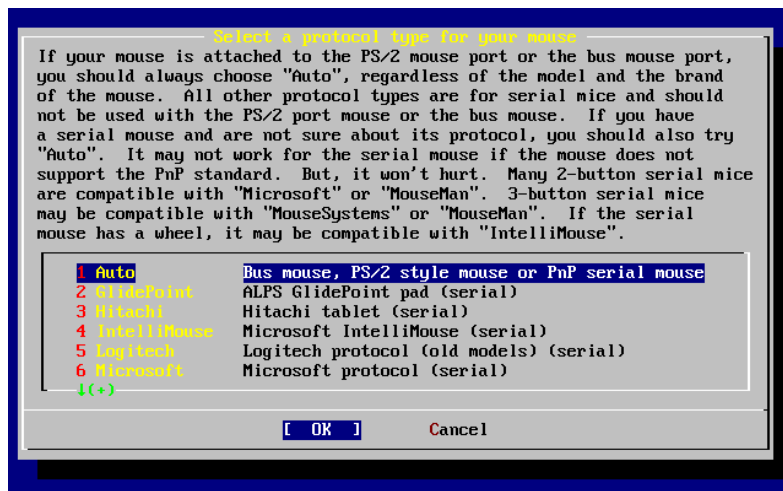 Select a protocol type for your mouse
If your mouse is attached to the PS/2 mouse port or the bus mouse port,
you should always choose "Auto", regardless of the model and the brand
of the mouse.  All other protocol types are for serial mice and should
not be used with the PS/2 port mouse or the bus mouse.  If you have
a serial mouse and are not sure about its protocol, you should also try
"Auto".  It may not work for the serial mouse if the mouse does not
support the PnP standard.  But, it won't hurt.  Many 2-button serial mice
are compatible with "Microsoft" or "MouseMan".  3-button serial mice
may be compatible with "MouseSystems" or "MouseMan".  If the serial
mouse has a wheel, it may be compatible with "IntelliMouse".
1 Auto Bus mouse, PS/2 style mouse or PnP serial mouse
2 GlidePoint ALPS GlidePoint pad (serial)
3 Hitachi Hitachi tablet (serial)
4 IntelliMouse Microsoft IntelliMouse (serial)
5 Logitech Logitech protocol (old models) (serial)
6 Microsoft Microsoft protocol (serial)
↓(+)
[ OK ] Cancel